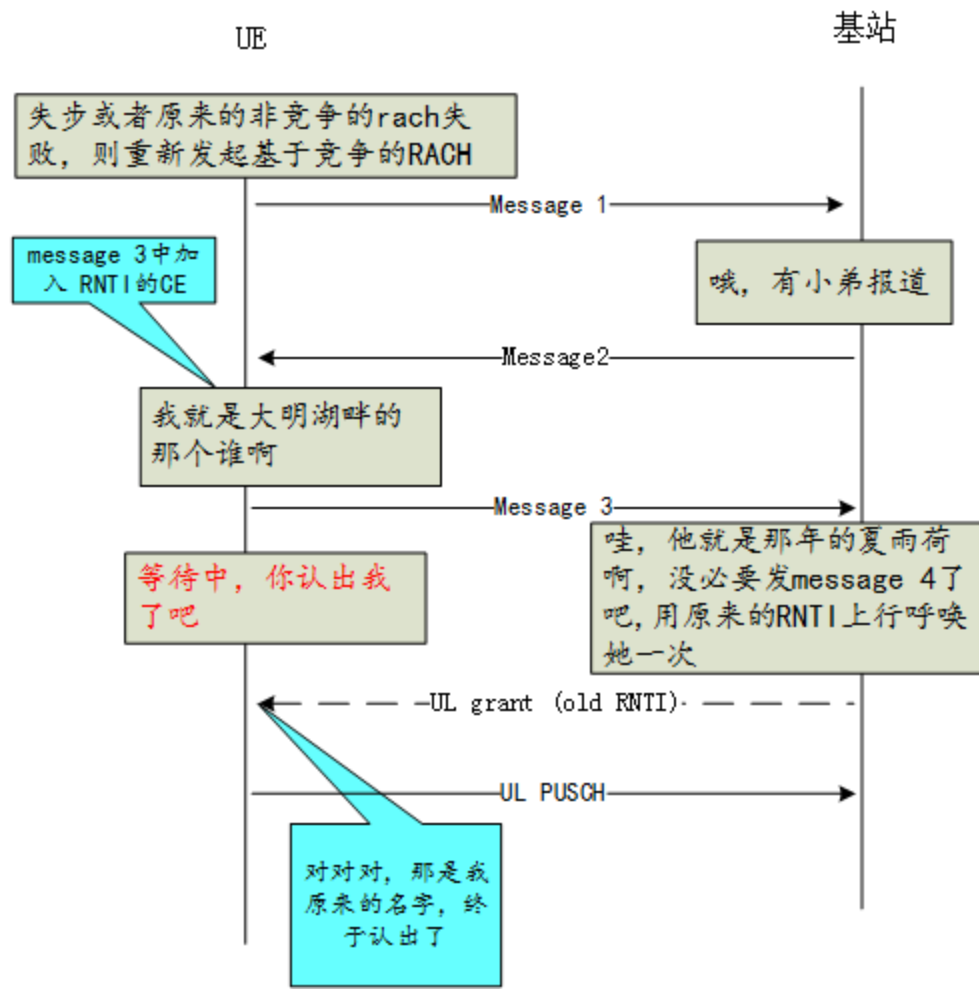 UE
基站
失步或者原来的非竞争的rach失
败，则重新发起基于竞争的RACH
Message 1
message 3中加
入 RNTI的CE
哦，有小弟报道
Message2
我就是大明湖畔的
那个谁啊
Message 3
哇，他就是那年的夏雨荷
啊，没必要发message 4了
吧,用原来的RNTI上行呼唤
她一次
等待中，你认出我
了吧
UL grant (old RNTI)
UL PUSCH
对对对，那是我
原来的名字，终
于认出了